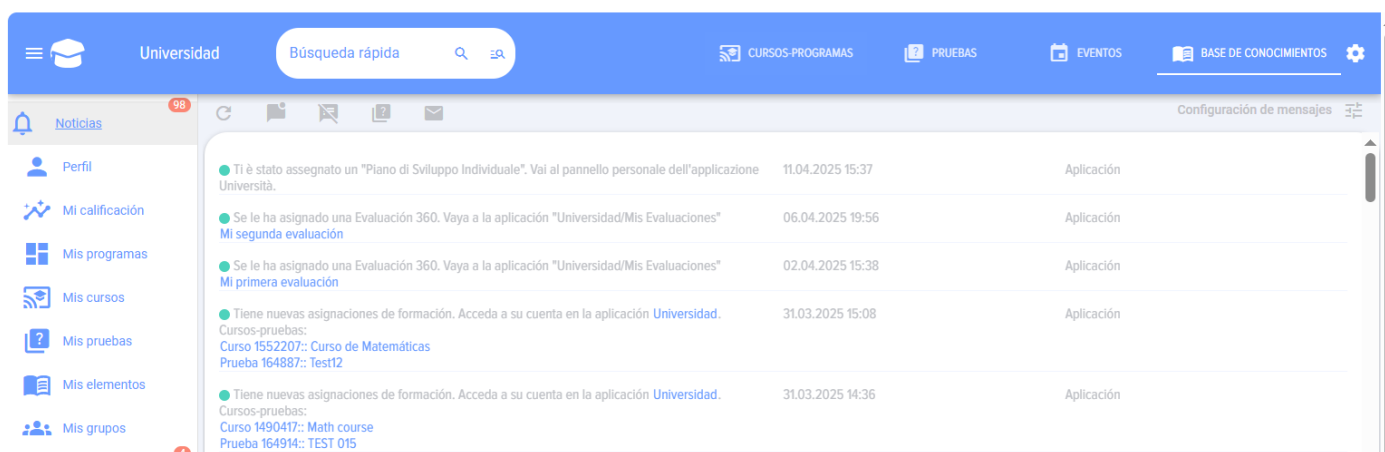 Universidad
Búsqueda rápida
CURSOS-PROGRAMAS
PRUEBAS
EVENTOS
BASE DE CONOCIMIENTOS
98
Noticias
Perfil
Mi calificación
Mis programas
Mis cursos
Mis pruebas
Mis elementos
Mis grupos
Configuración de mensajes
Ti è stato assegnato un "Piano di Sviluppo Individuale". Vai al pannello personale dell'applicazione 11.04.2025 15:37 Aplicación
Università.
Se le ha asignado una Evaluación 360. Vaya a la aplicación "Universidad/Mis Evaluaciones" 06.04.2025 19:56 Aplicación
Mi segunda evaluación
Se le ha asignado una Evaluación 360. Vaya a la aplicación "Universidad/Mis Evaluaciones" 02.04.2025 15:38 Aplicación
Mi primera evaluación
Tiene nuevas asignaciones de formación. Acceda a su cuenta en la aplicación Universidad. 31.03.2025 15:08 Aplicación
Cursos-pruebas:
Curso 1552207:: Curso de Matemáticas
Prueba 164887:: Test12
Tiene nuevas asignaciones de formación. Acceda a su cuenta en la aplicación Universidad. 31.03.2025 14:36 Aplicación
Cursos-pruebas:
Curso 1490417:: Math course
Prueba 164914:: TEST 015